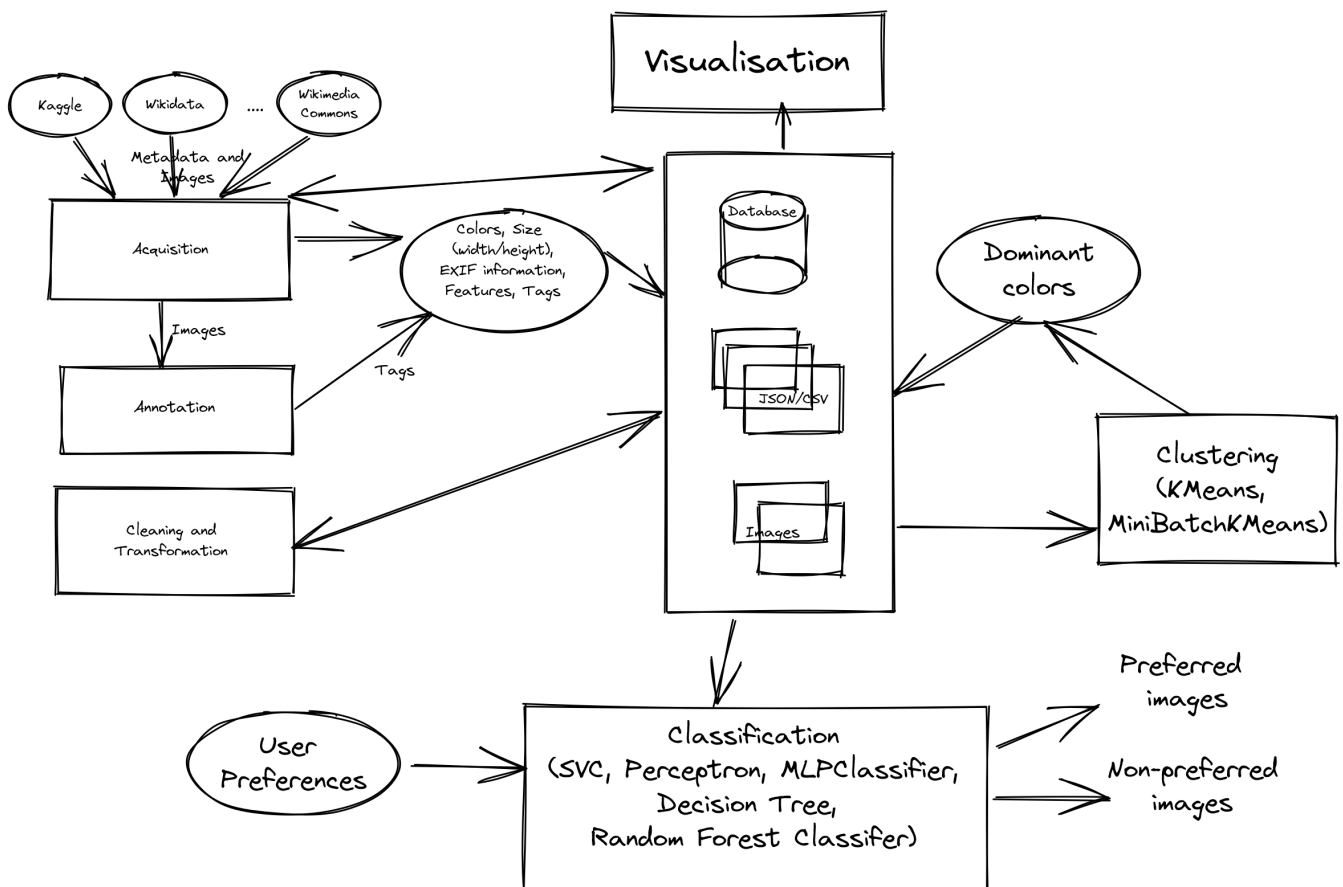 Visualisation
Kaggle
Wikidata
....
Wikimedia
Commons
Metadata and
Images
Acquisition
Colors, Size
(width/height),
EXIF information,
Features, Tags
Database
Dominant
colors
Images
Tags
Annotation
JSON/CSV
Clustering
(KMeans,
MiniBatchKMeans)
Cleaning and
Transformation
Images
User
Preferences
Classification
(SVC, Perceptron, MLPClassifier,
Decision Tree,
Random Forest Classifer)
Preferred
images
Non-preferred
images